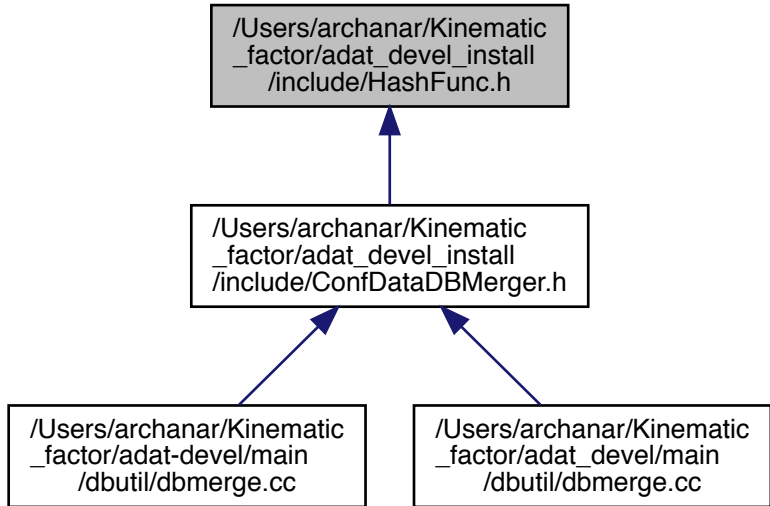 /Users/archanar/Kinematic
_factor/adat_devel_install
/include/HashFunc.h
/Users/archanar/Kinematic
_factor/adat_devel_install
/include/ConfDataDBMerger.h
/Users/archanar/Kinematic
_factor/adat-devel/main
/dbutil/dbmerge.cc
/Users/archanar/Kinematic
_factor/adat_devel/main
/dbutil/dbmerge.cc